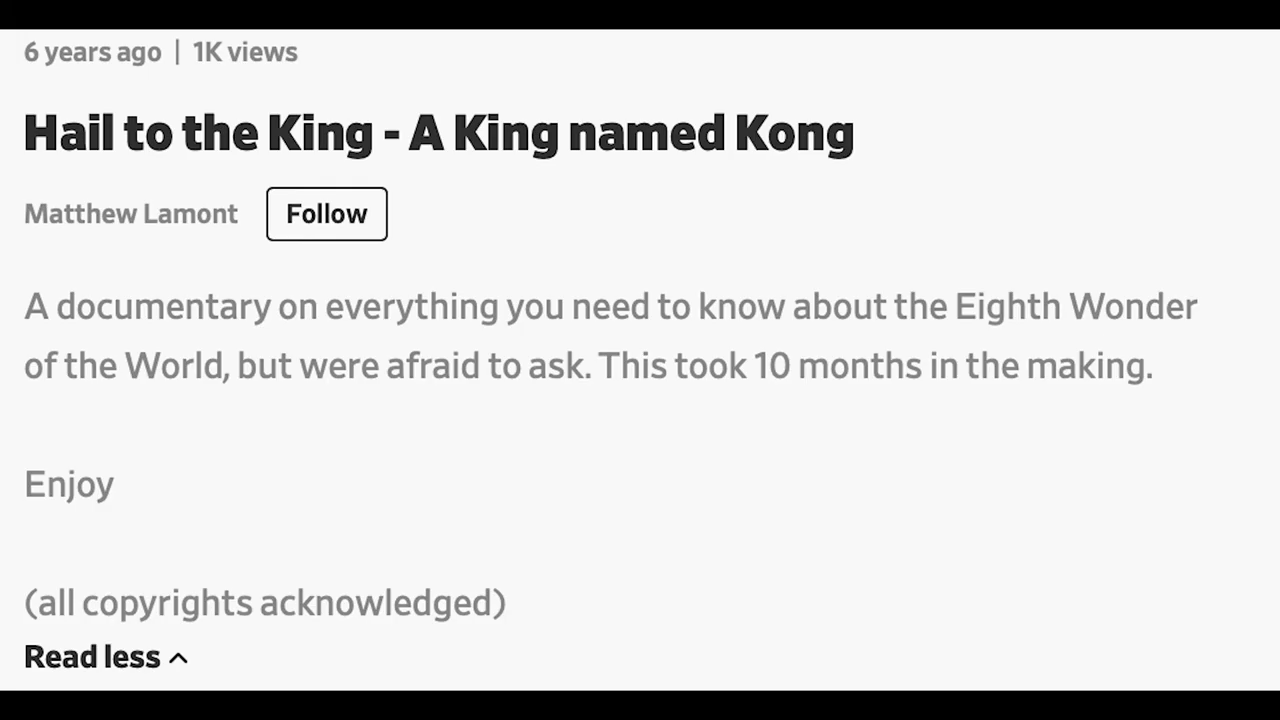 6 years ago | 1K views
Hail to the King - A King named Kong
Matthew Lamont Follow
A documentary on everything you need to know about the Eighth Wonder
of the World, but were afraid to ask. This took 10 months in the making.
Enjoy
(all copyrights acknowledged)
Read less